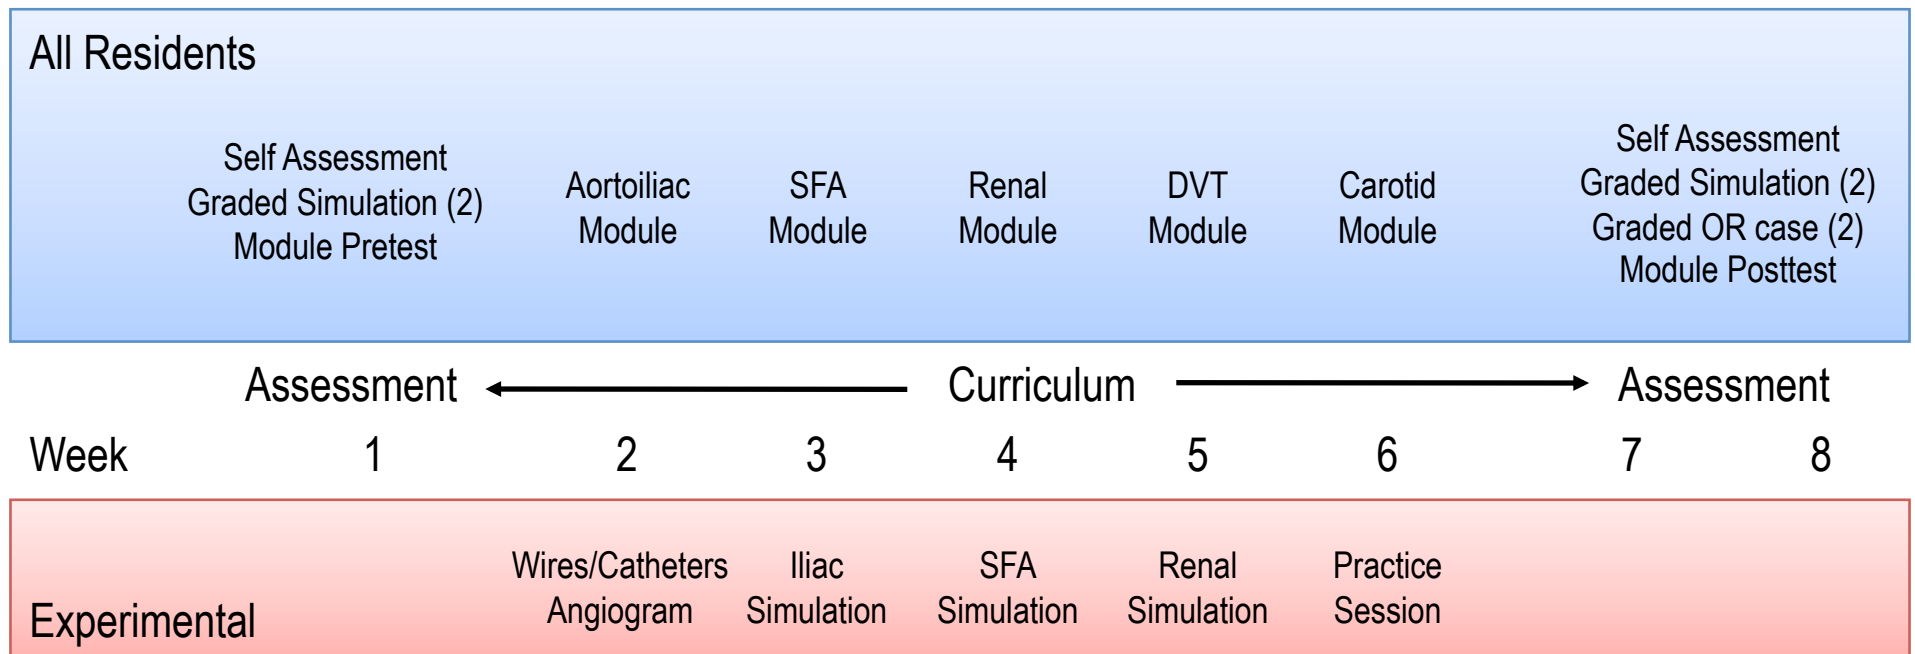 All Residents
Self Assessment
Graded Simulation (2)
Module Pretest
Aortoiliac
Module
SFA
Module
Renal
Module
DVT
Module
Carotid
Module
Self Assessment
Graded Simulation (2)
Graded OR case (2)
Module Posttest
Assessment Curriculum Assessment
Week 1 2 3 4 5 6 7 8
Experimental
Wires/Catheters
Angiogram
Iliac
Simulation
SFA
Simulation
Renal
Simulation
Practice
Session